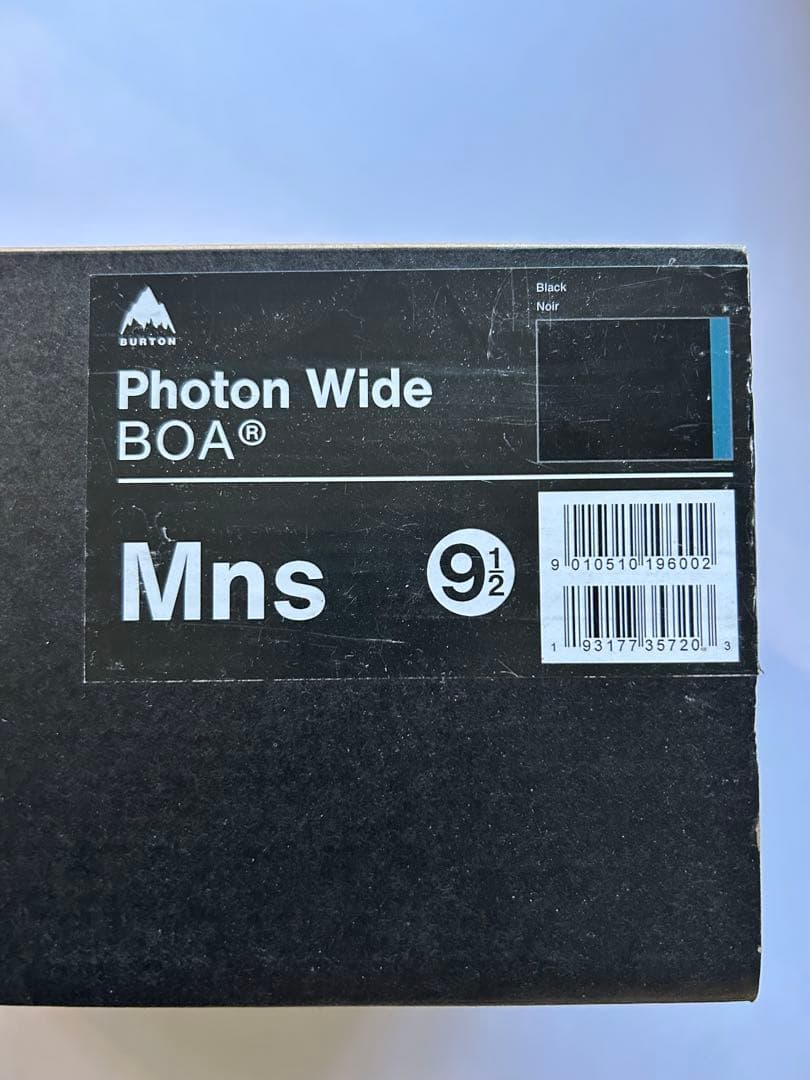 BURTON
Photon Wide
BOA®
Black
Noir
Mns
9 1/2
9 010510 196002
1 93177 35720 3